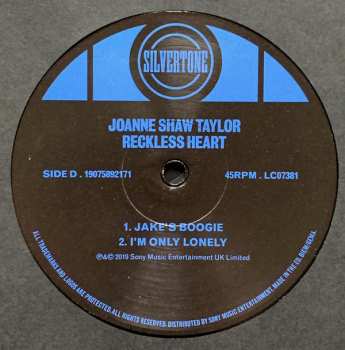 SILVERTONE
JOANNE SHAW TAYLOR
RECKLESS HEART
SIDE D . 19075892171
45RPM . LC07381
1. JAKE'S BOOGIE
2. I'M ONLY LONELY
℗&© 2019 Sony Music Entertainment UK Limited
ALL TRADEMARKS AND LOGOS ARE PROTECTED. ALL RIGHTS RESERVED. DISTRIBUTED BY SONY MUSIC ENTERTAINMENT. MADE IN THE EU.